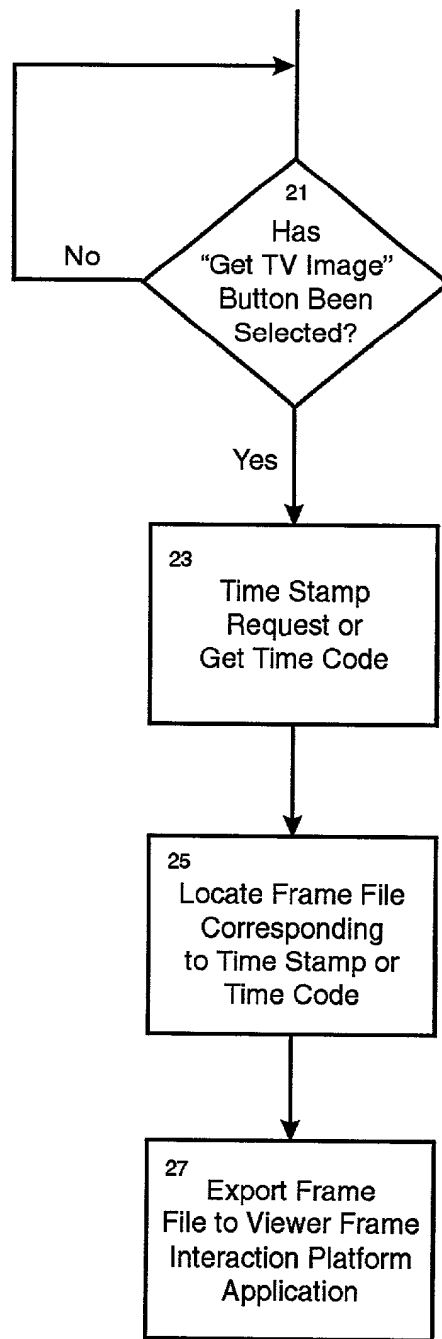 21
Has
"Get TV Image"
Button Been
Selected?
No
Yes
23
Time Stamp
Request or
Get Time Code
25
Locate Frame File
Corresponding
to Time Stamp or
Time Code
27
Export Frame
File to Viewer Frame
Interaction Platform
Application